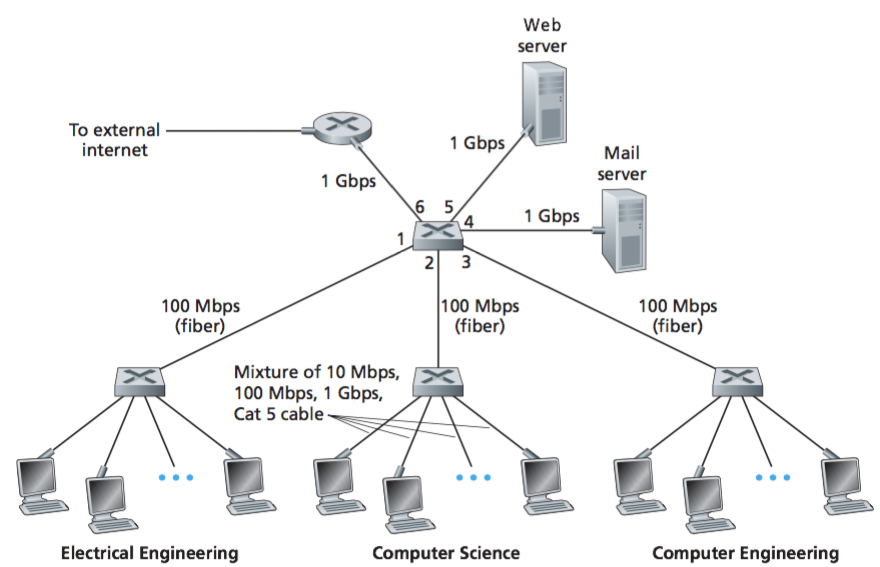 Web
server
To external
internet
1 Gbps
Mail
server
1 Gbps
1 Gbps
6
5
4
1
2
3
100 Mbps
(fiber)
100 Mbps
(fiber)
100 Mbps
(fiber)
Mixture of 10 Mbps,
100 Mbps, 1 Gbps,
Cat 5 cable
Electrical Engineering
Computer Science
Computer Engineering